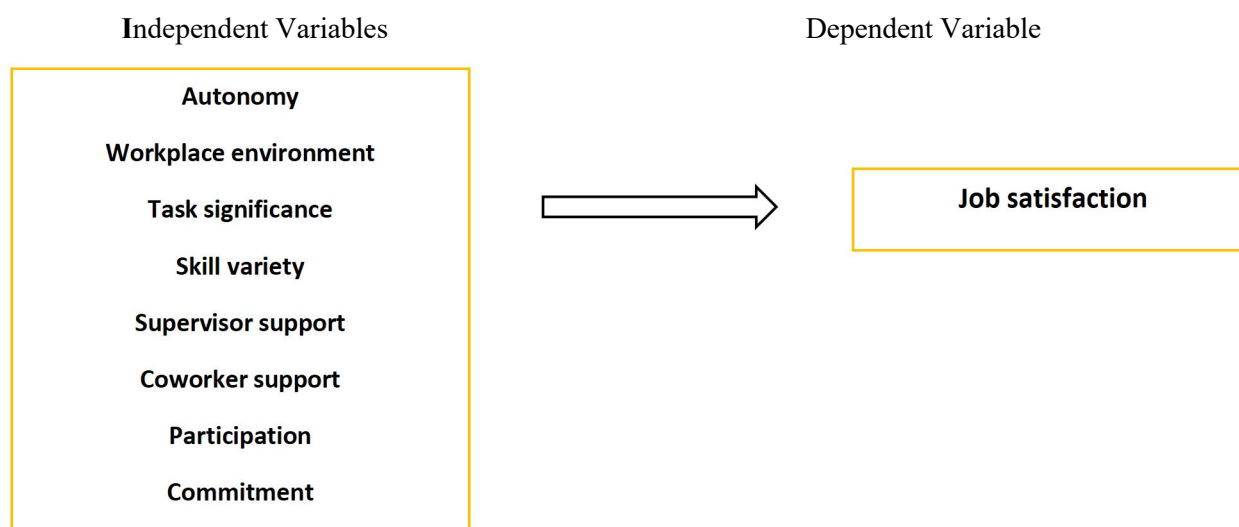 Independent Variables
Dependent Variable
Autonomy
Workplace environment
Task significance
Skill variety
Supervisor support
Coworker support
Participation
Commitment
Job satisfaction